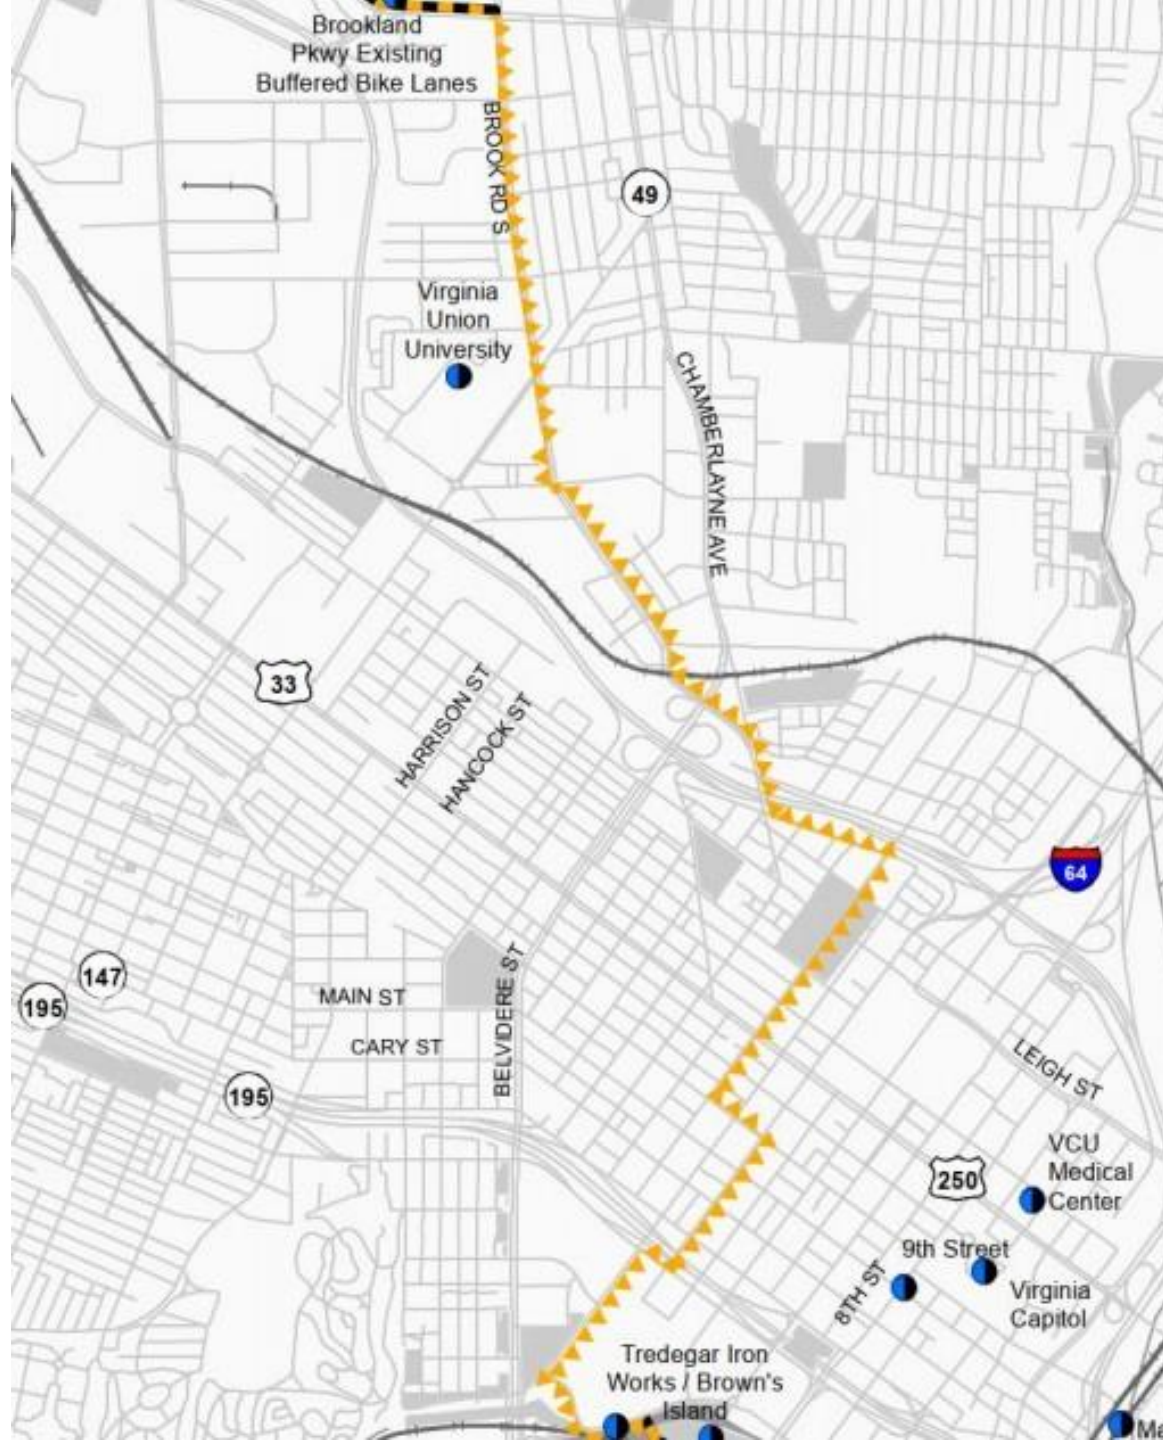 Brookland
Pkwy Existing
Buffered Bike Lanes
BROOK RD S
49
Virginia
Union
University
CHAMBERLAYNE AVE
33
HARRISON ST
HANCOCK ST
64
147
195
MAIN ST
BELVIDERE ST
CARY ST
195
LEIGH ST
VCU
Medical
Center
250
9th Street
8TH ST
Virginia
Capitol
Tredegar Iron
Works / Brown's
Island